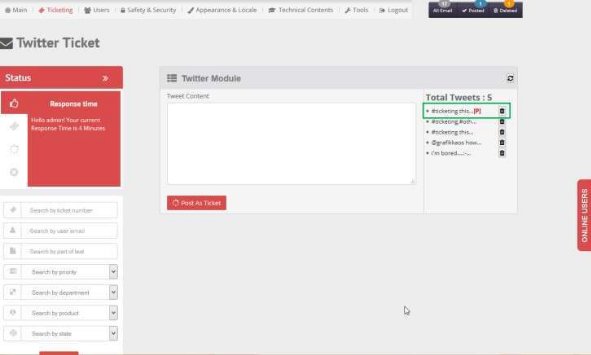 Main Ticketing Users Safety & Security Appearance & Locale Technical Contents Tools Logout
All Email Posted Deleted
Twitter Ticket
Status »
Response time
Hello admin! Your current
Response Time is 4 Minutes
Search by ticket number
Search by user email
Search by part of text
Search by priority
Search by department
Search by product
Search by state
Twitter Module
Tweet Content
Post As Ticket
Total Tweets : 5
#ticketing this...[P]
#ticketing,#osh...
#ticketing this...
@grafikkaos how...
i'm bored....-...
ONLINE USERS